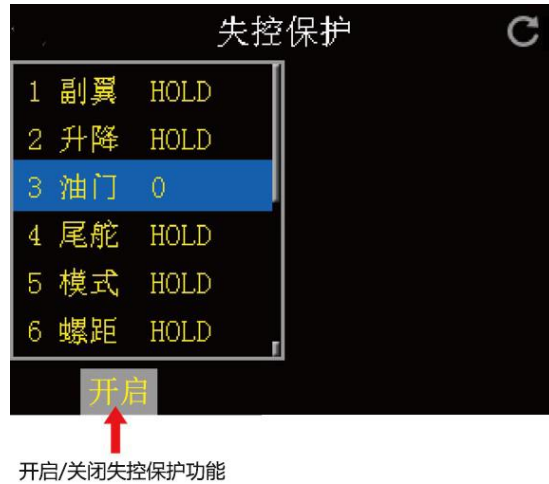 失控保护
1 副翼 HOLD
2 升降 HOLD
3 油门 0
4 尾舵 HOLD
5 模式 HOLD
6 螺距 HOLD
开启
开启/关闭失控保护功能